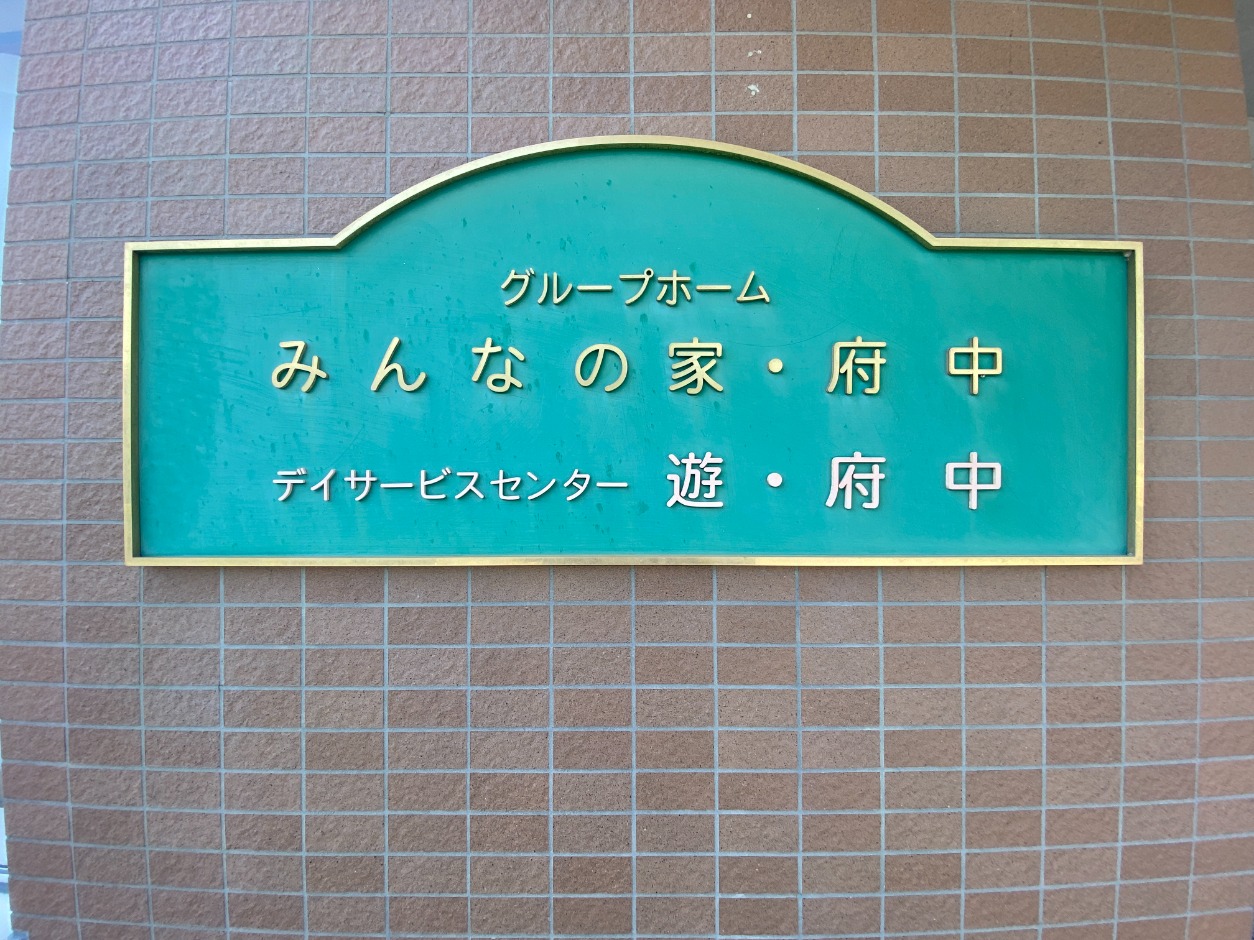 グループホーム
みんなの家・府中
デイサービスセンター 遊・府中